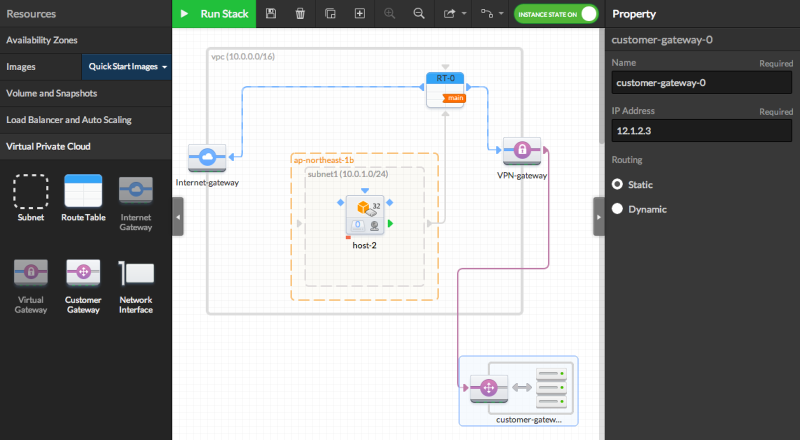 Resources
Availability Zones
Images
Quick Start Images
Volume and Snapshots
Load Balancer and Auto Scaling
Virtual Private Cloud
Subnet
Route Table
Internet
Gateway
Virtual
Gateway
Customer
Gateway
Network
Interface
Run Stack
INSTANCE STATE ON
vpc (10.0.0.0/16)
RT-0
main
Internet-gateway
VPN-gateway
ap-northeast-1b
subnet1 (10.0.1.0/24)
32
0
host-2
customer-gatew...
Property
customer-gateway-0
Name
Required
customer-gateway-0
IP Address
Required
12.1.2.3
Routing
Static
Dynamic